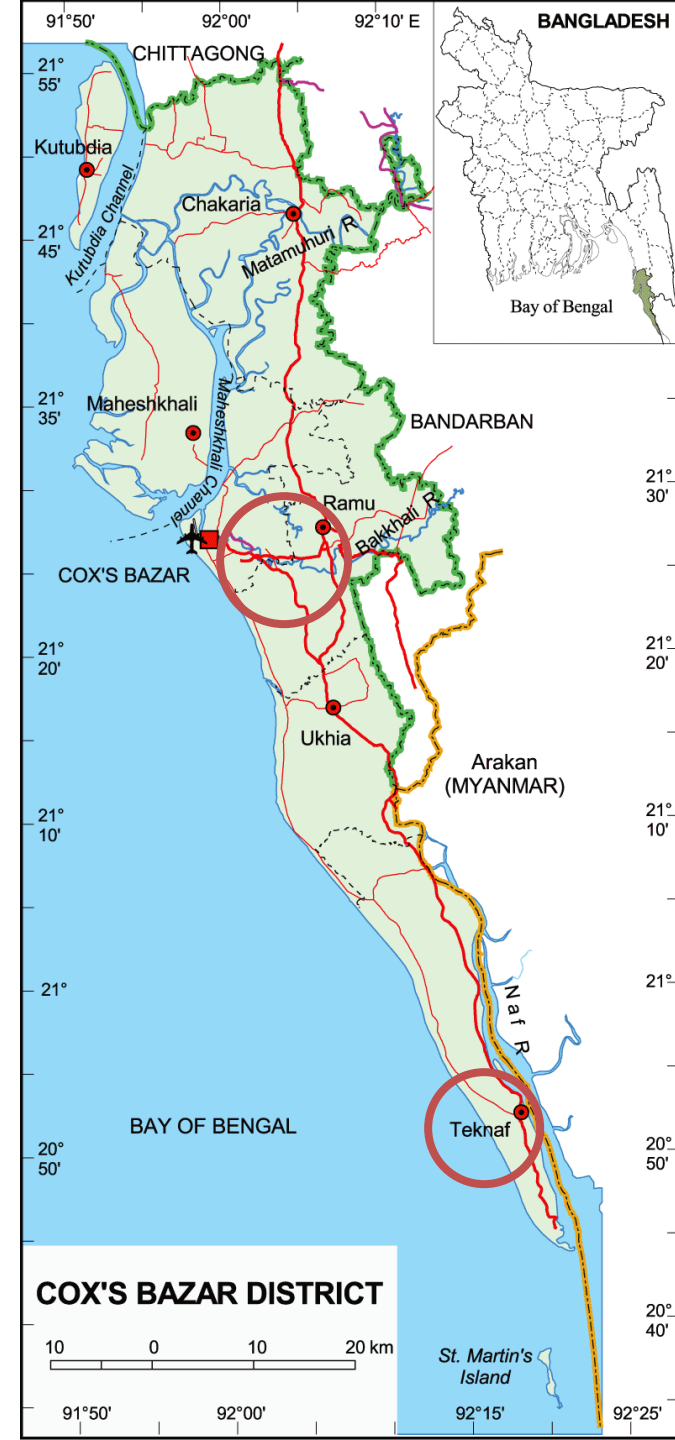 91°50'
92°00'
92°10' E
BANGLADESH
CHITTAGONG
21°
55'
Kutubdia
Kutubdia Channel
Chakaria
Matamuhuri R
21°
45'
Bay of Bengal
21°
35'
Maheshkhali
Maheshkhali Channel
BANDARBAN
21°
30'
Ramu
Bakkhali R
COX'S BAZAR
21°
20'
21°
20'
Ukhia
Arakan
(MYANMAR)
21°
10'
21°
10'
21°
21°
Naf R
BAY OF BENGAL
Teknaf
20°
50'
20°
50'
COX'S BAZAR DISTRICT
10 0 10 20 km
20°
40'
St. Martin's
Island
91°50'
92°00'
92°15'
92°25'